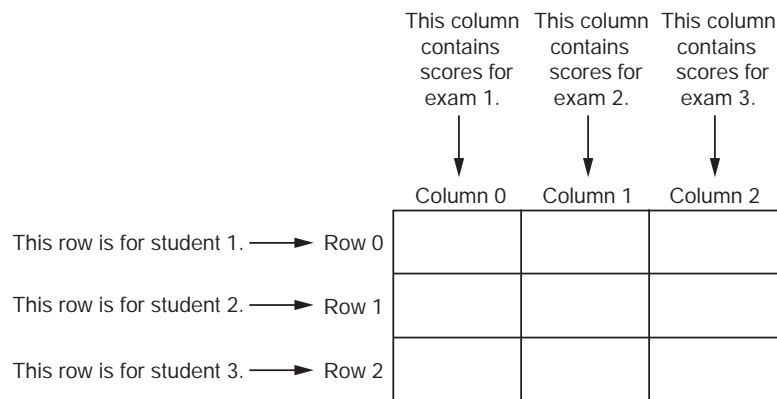 This column
contains
scores for
exam 1.
This column
contains
scores for
exam 2.
This column
contains
scores for
exam 3.
Column 0
Column 1
Column 2
This row is for student 1.
Row 0
This row is for student 2.
Row 1
This row is for student 3.
Row 2